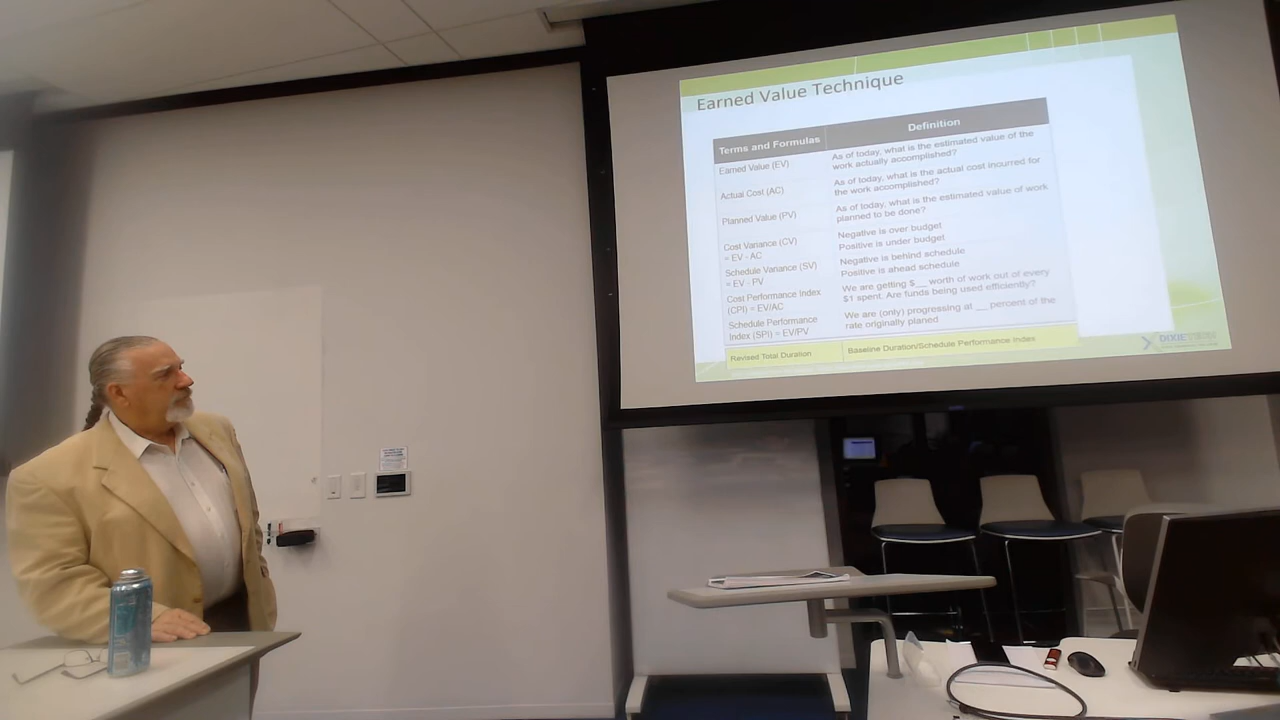 Earned Value Technique
Terms and Formulas
Definition
Earned Value (EV)
As of today, what is the estimated value of the
work actually accomplished?
Actual Cost (AC)
As of today, what is the actual cost incurred for
the work accomplished?
Planned Value (PV)
As of today, what is the estimated value of work
planned to be done?
Cost Variance (CV)
= EV - AC
Negative is over budget
Positive is under budget
Schedule Variance (SV)
= EV - PV
Negative is behind schedule
Positive is ahead schedule
Cost Performance Index
(CPI) = EV/AC
We are getting $__ worth of work out of every
$1 spent. Are funds being used efficiently?
Schedule Performance
Index (SPI) = EV/PV
We are (only) progressing at __ percent of the
rate originally planed
Revised Total Duration
Baseline Duration/Schedule Performance Index
DIXIE